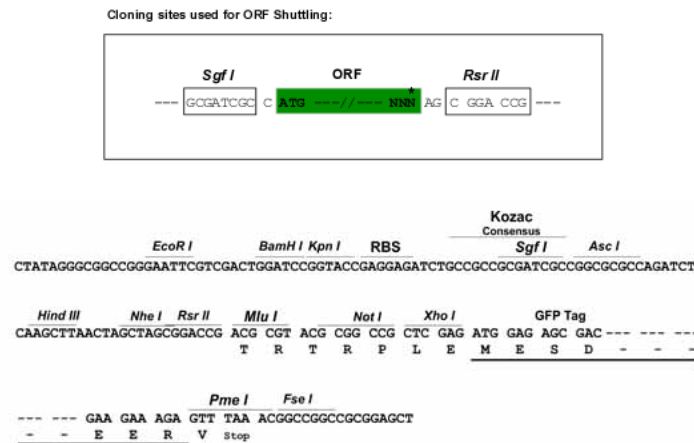 Cloning sites used for ORF Shuttling:
Sgf I ORF Rsr II
--- GCGATCGC C ATG ---//--- NNN* AG C GGA CCG ---
Kozac
Consensus
EcoR I BamH I Kpn I RBS Sgf I Asc I
CTATAGGGCGGCCGGGAATTCGTCGACTGGATCCGGTACCGAGGAGATCTGCCGCCGCGATCGCCGGCGCGCCAGATCT
Hind III Nhe I Rsr II Mlu I Not I Xho I GFP Tag
CAAGCTTAACTAGCTAGCGGACCG ACG CGT ACG CGG CCG CTC GAG ATG GAG AGC GAC --- --- ---
T R T R P L E M E S D - - -
Pme I Fse I
--- --- GAA GAA AGA GTT TAA ACGGCCGGCCGCGGAGCT
- - E E R V Stop